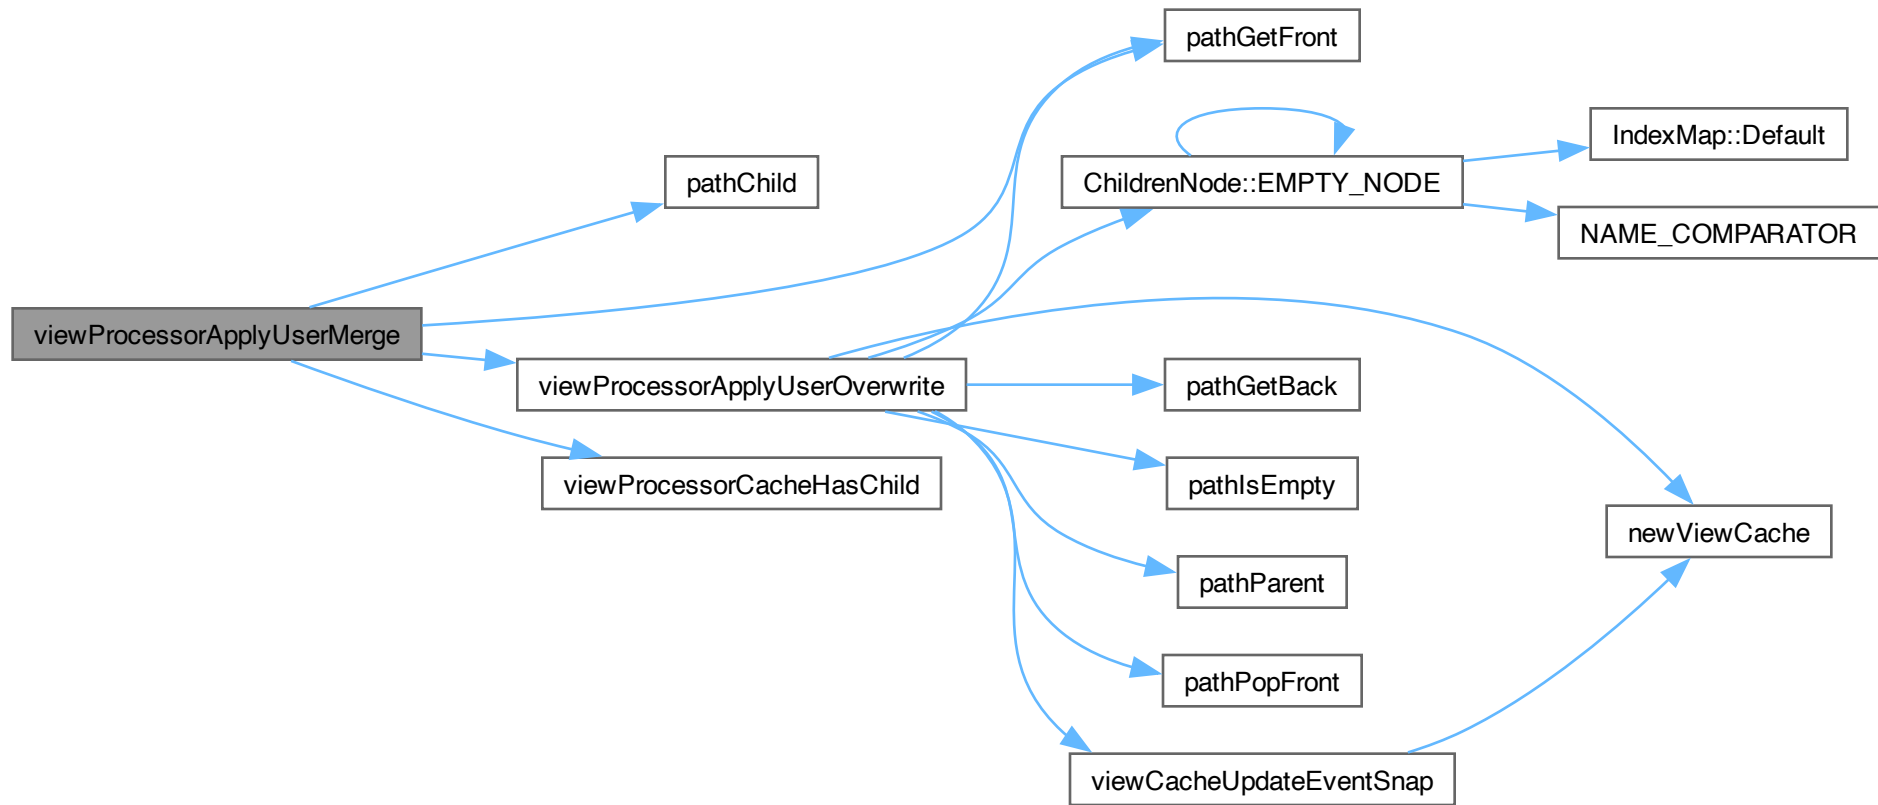 pathGetFront
IndexMap::Default
pathChild
ChildrenNode::EMPTY_NODE
NAME_COMPARATOR
viewProcessorApplyUserMerge
viewProcessorApplyUserOverwrite
pathGetBack
viewProcessorCacheHasChild
pathIsEmpty
newViewCache
pathParent
pathPopFront
viewCacheUpdateEventSnap